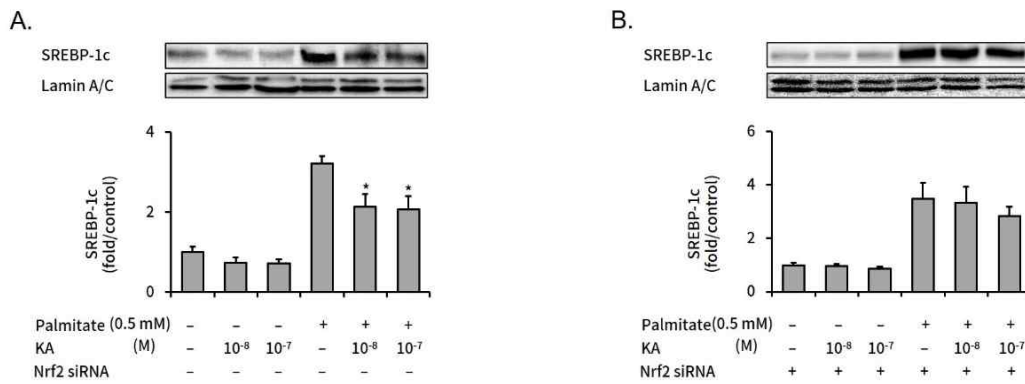 A.
SREBP-1c
Lamin A/C
SREBP-1c
(fold/control)
4
2
0
* *
Palmitate (0.5 mM) – – – + + +
KA (M) – 10⁻⁸ 10⁻⁷ – 10⁻⁸ 10⁻⁷
Nrf2 siRNA – – – – – –
B.
SREBP-1c
Lamin A/C
SREBP-1c
(fold/control)
6
4
2
0
Palmitate(0.5 mM) – – – + + +
KA (M) – 10⁻⁸ 10⁻⁷ – 10⁻⁸ 10⁻⁷
Nrf2 siRNA + + + + + +